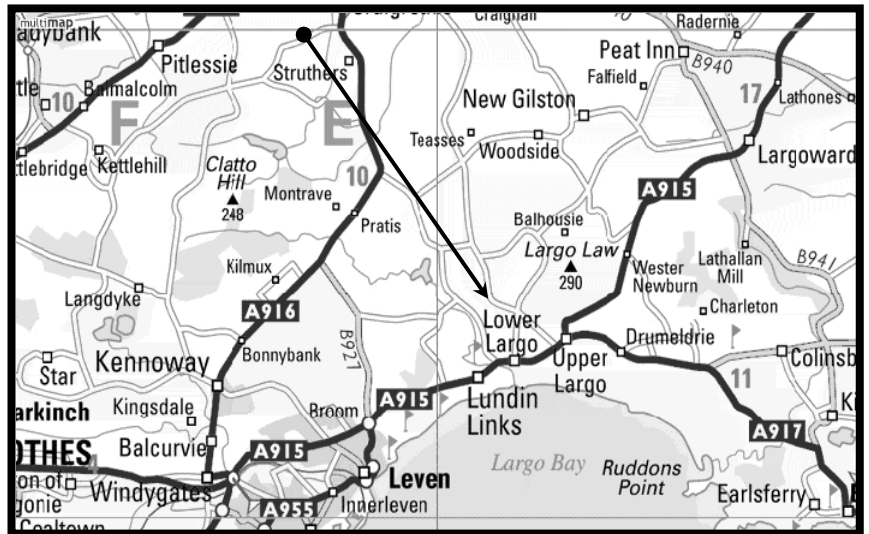 multimap
Radernie
Peat Inn
Pitlessie
Struthers
Falfield
B940
10
Balmalcolm
17
Lathones
F
E
New Gilston
Teasses
Woodside
Kettlehill
Largoward
Clatto
Hill
248
10
Montrave
A915
Pratis
Balhousie
Largo Law
290
Lathallan
Mill
B941
Kilmux
Wester
Newburn
Langdyke
A916
Charleton
Lower
Largo
B921
Drumeldrie
Bonnybank
Kennoway
Star
Upper
Largo
11
A915
Lundin
Links
Kingsdale
Broom
A917
Balcurvie
A915
Largo Bay
Ruddons
Point
Leven
Windygates
Innerleven
Earlsferry
A955